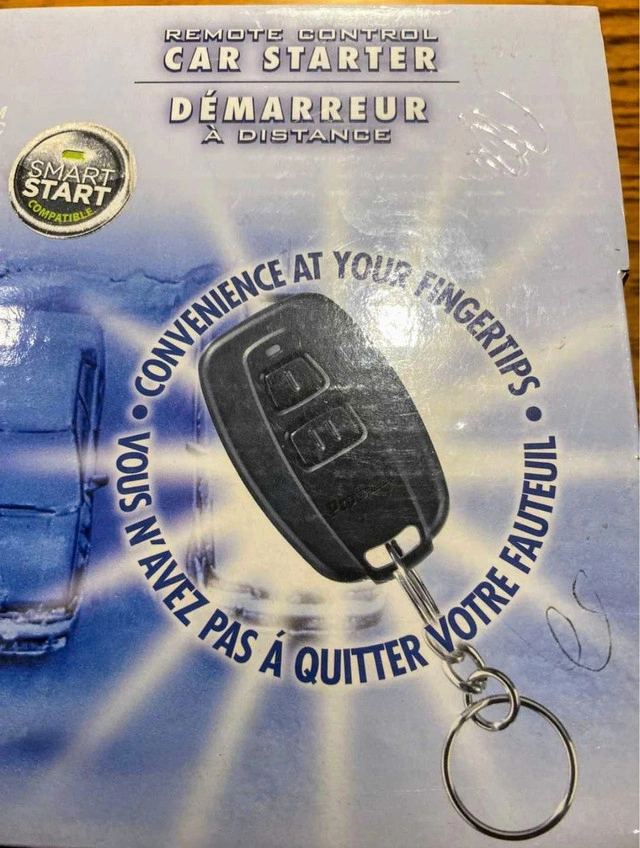 REMOTE CONTROL
CAR STARTER
DÉMARREUR
À DISTANCE
SMART
START
COMPATIBLE
• CONVENIENCE AT YOUR FINGERTIPS •
VOUS N'AVEZ PAS Á QUITTER VOTRE FAUTEUIL
I
II